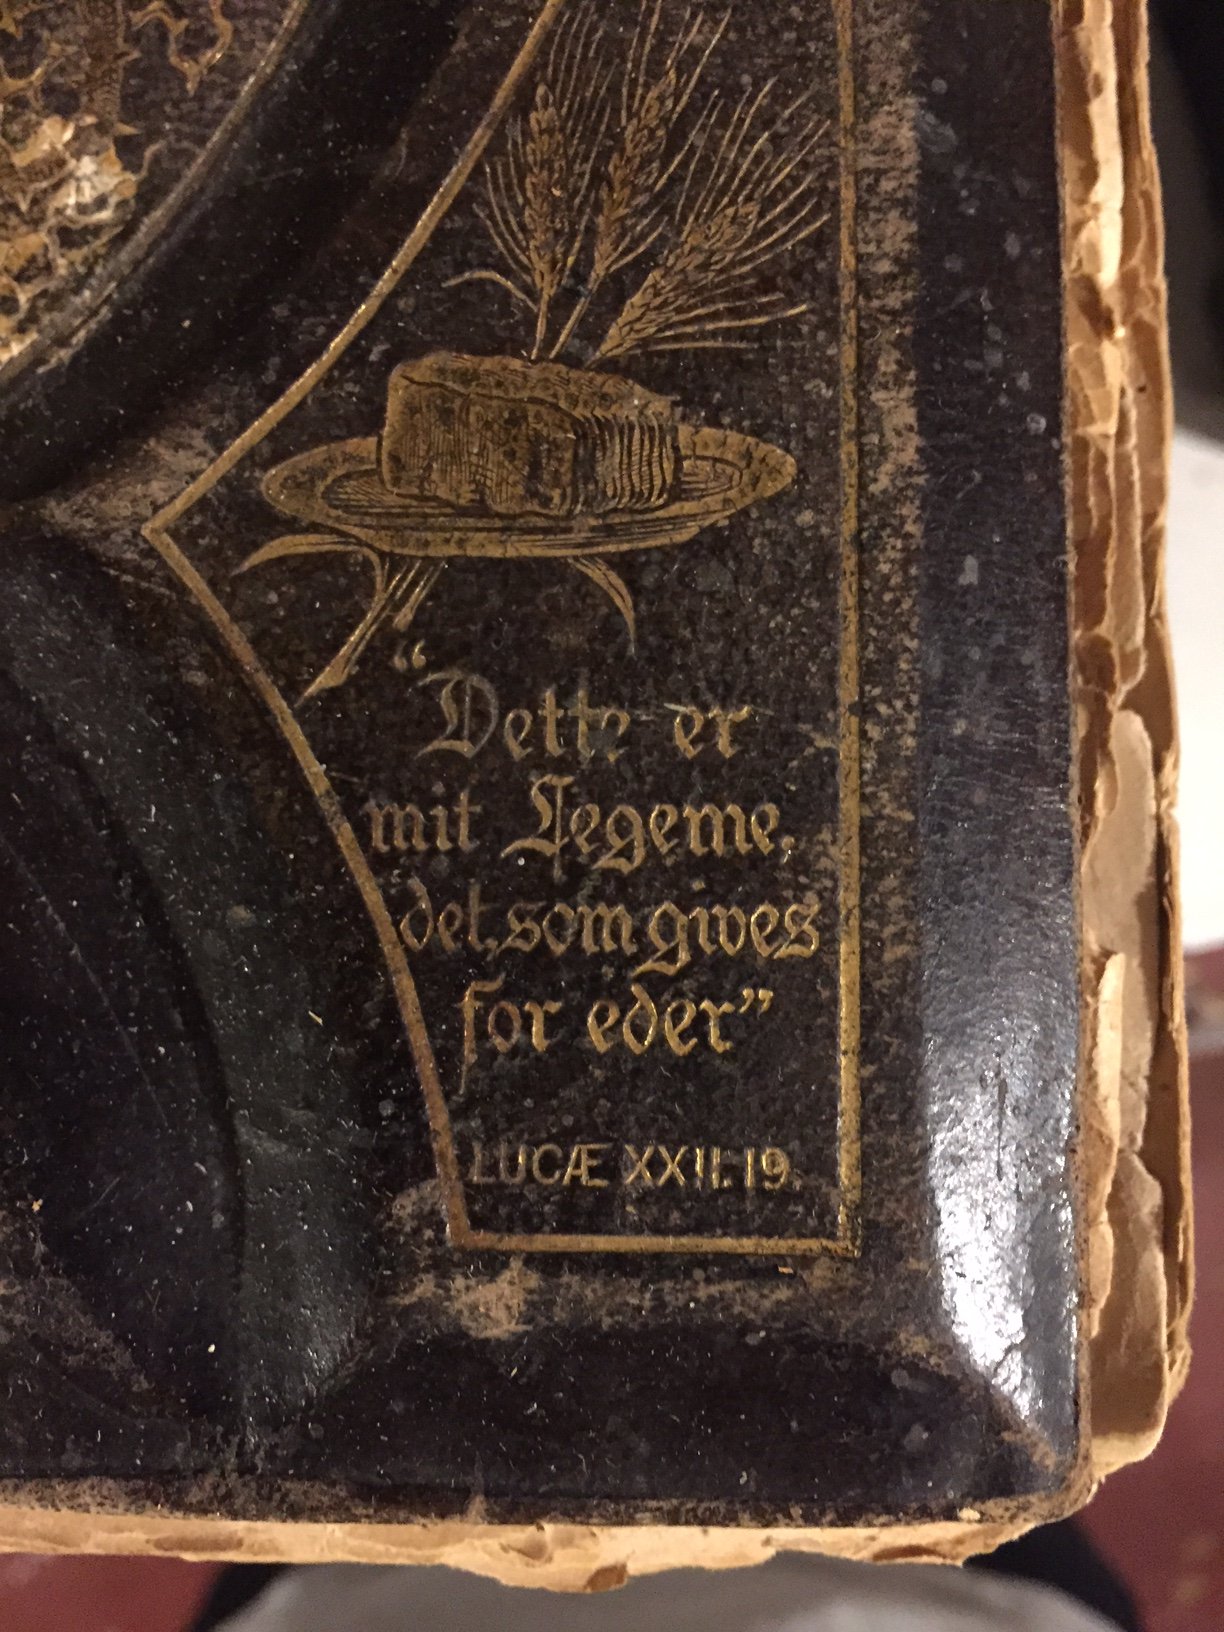 “Dette er
mit Legeme,
det, som gives
for eder”
LUCÆ XXII: 19.